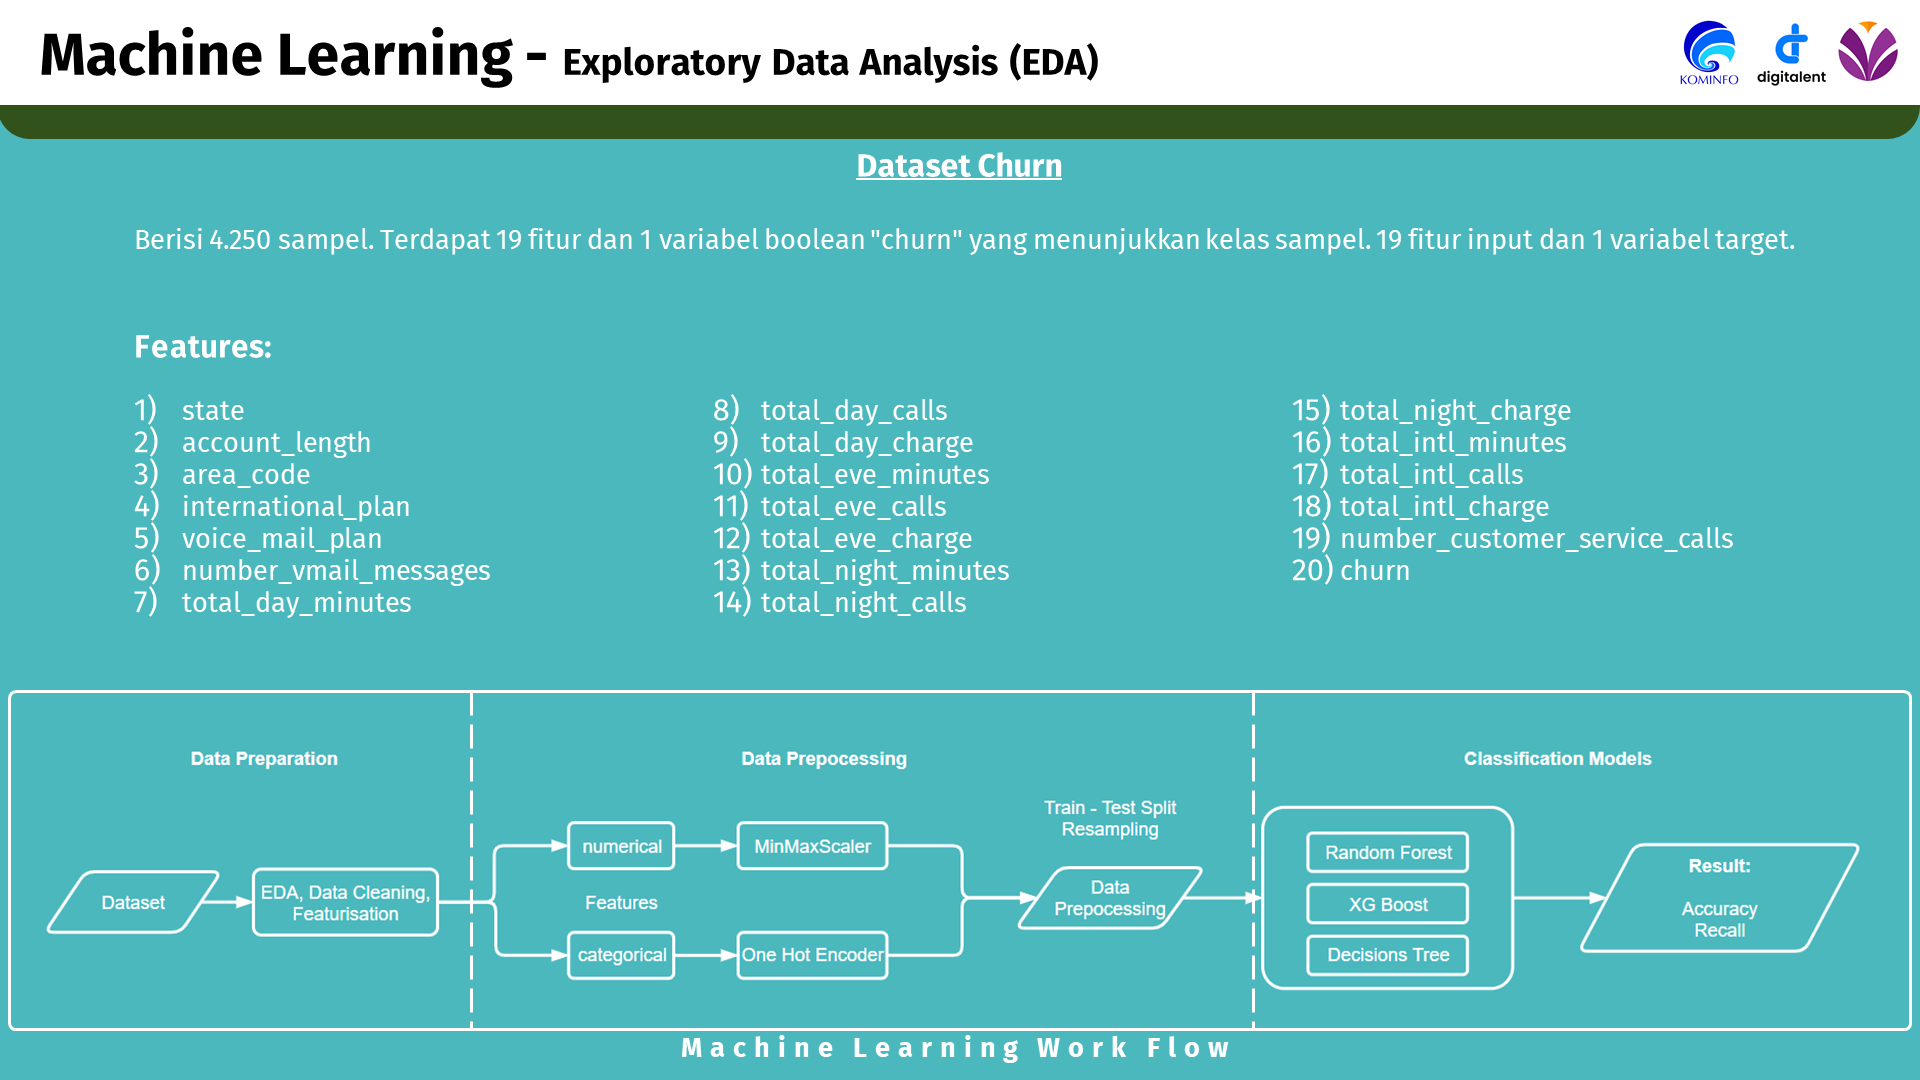 Machine Learning - Exploratory Data Analysis (EDA)
KOMINFO
digitalent
Dataset Churn
Berisi 4.250 sampel. Terdapat 19 fitur dan 1 variabel boolean "churn" yang menunjukkan kelas sampel. 19 fitur input dan 1 variabel target.
Features:
1) state
2) account_length
3) area_code
4) international_plan
5) voice_mail_plan
6) number_vmail_messages
7) total_day_minutes
8) total_day_calls
9) total_day_charge
10) total_eve_minutes
11) total_eve_calls
12) total_eve_charge
13) total_night_minutes
14) total_night_calls
15) total_night_charge
16) total_intl_minutes
17) total_intl_calls
18) total_intl_charge
19) number_customer_service_calls
20) churn
Data Preparation
Dataset
EDA, Data Cleaning,
Featurisation
Data Prepocessing
numerical
MinMaxScaler
Features
categorical
One Hot Encoder
Train - Test Split
Resampling
Data
Prepocessing
Classification Models
Random Forest
XG Boost
Decisions Tree
Result:
Accuracy
Recall
Machine Learning Work Flow